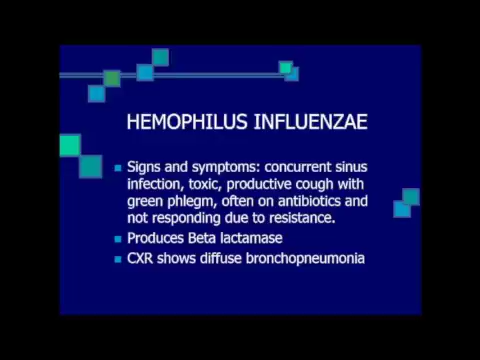 HEMOPHILUS INFLUENZAE
Signs and symptoms: concurrent sinus
infection, toxic, productive cough with
green phlegm, often on antibiotics and
not responding due to resistance.
Produces Beta lactamase
CXR shows diffuse bronchopneumonia